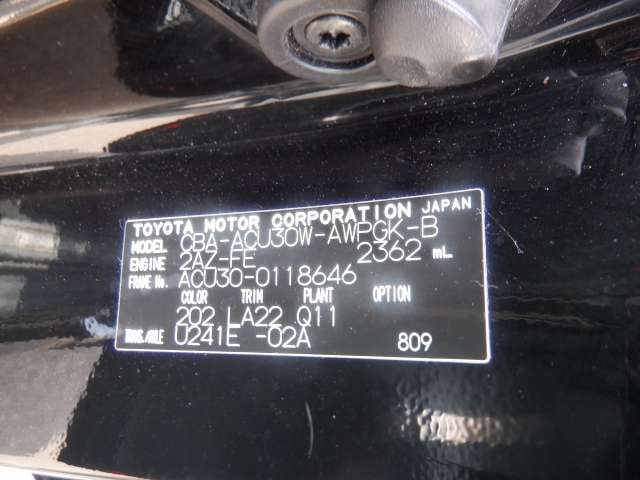 TOYOTA MOTOR CORPORATION JAPAN
MODEL CBA-ACU30W-AWPGK-B
ENGINE 2AZ-FE 2362 mL
FRAME No. ACU30-0118646
COLOR TRIM PLANT OPTION
202 LA22 Q11
TRANS./AXLE U241E -02A 809